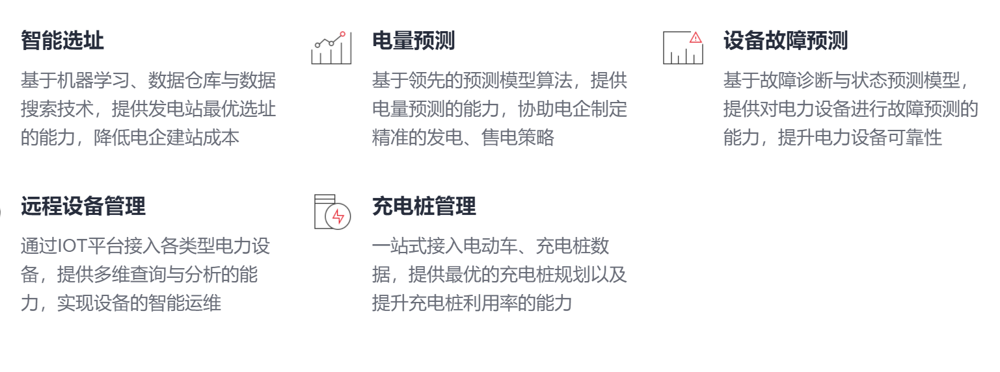 智能选址
基于机器学习、数据仓库与数据
搜索技术，提供发电站最优选址
的能力，降低电企建站成本
电量预测
基于领先的预测模型算法，提供
电量预测的能力，协助电企制定
精准的发电、售电策略
设备故障预测
基于故障诊断与状态预测模型，
提供对电力设备进行故障预测的
能力，提升电力设备可靠性
远程设备管理
通过IOT平台接入各类型电力设
备，提供多维查询与分析的能
力，实现设备的智能运维
充电桩管理
一站式接入电动车、充电桩数
据，提供最优的充电桩规划以及
提升充电桩利用率的能力